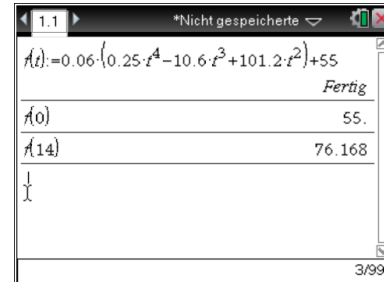 1.1 *Nicht gespeicherte
f(t):=0.06·(0.25·t⁴−10.6·t³+101.2·t²)+55
Fertig
f(0) 55.
f(14) 76.168
3/99